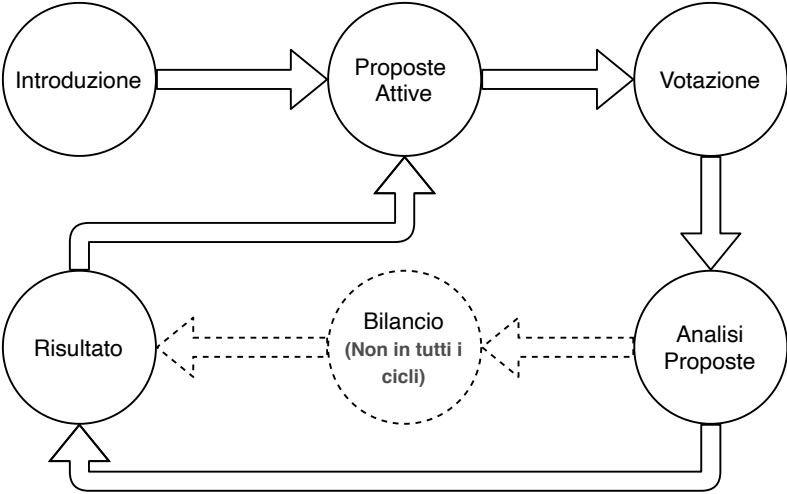 Introduzione
Proposte
Attive
Votazione
Risultato
Bilancio
(Non in tutti i
cicli)
Analisi
Proposte